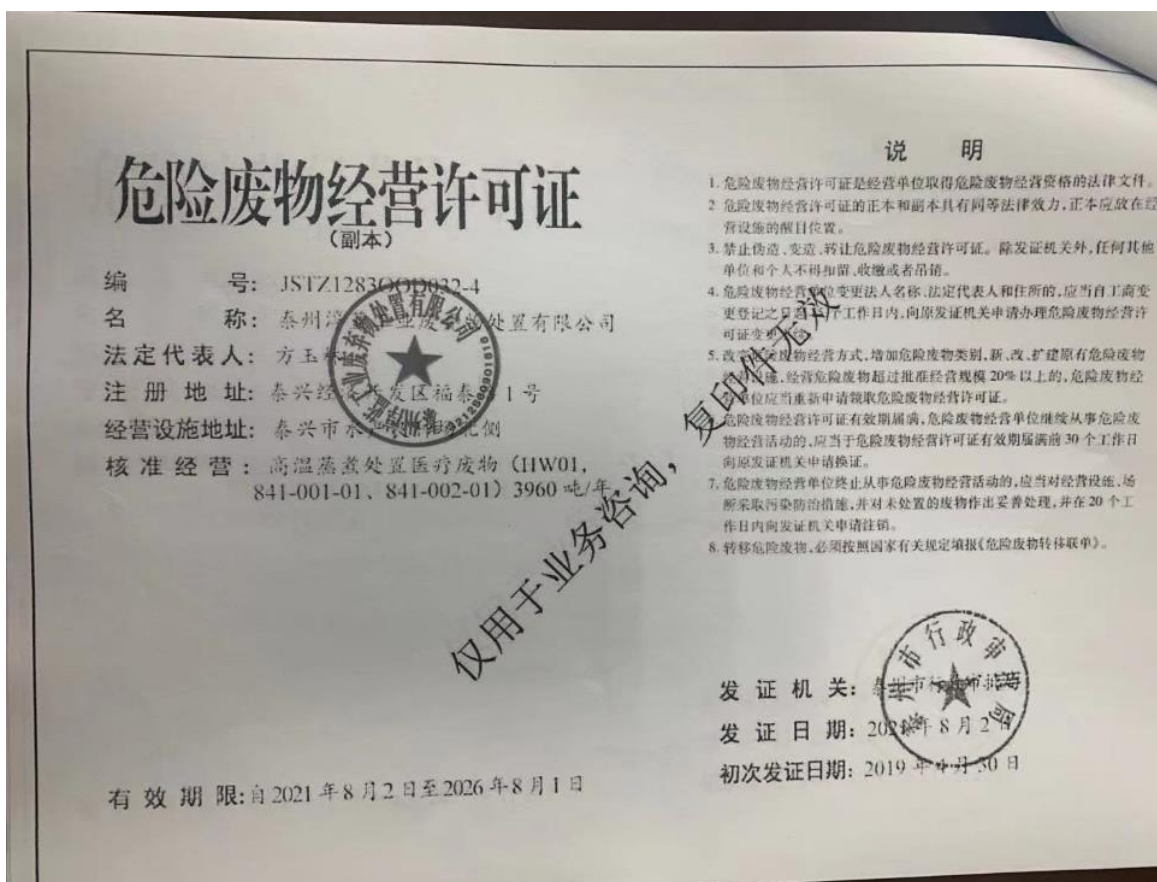 危险废物经营许可证
(副本)
编 号: JSTZ1283OOD032-4
名 称: 泰州 业废 处置有限公司
法定代表人: 方玉
注册地址: 泰兴经 开发区福泰 1号
经营设施地址: 泰兴市 侧
核准经营: 高温蒸煮处置医疗废物(HW01,
841-001-01、841-002-01)3960吨/年
有效期限:自2021年8月2日至2026年8月1日
说 明
1. 危险废物经营许可证是经营单位取得危险废物经营资格的法律文件。
2 危险废物经营许可证的正本和副本具有同等法律效力,正本应放在经
营设施的醒目位置。
3. 禁止伪造、变造、转让危险废物经营许可证。除发证机关外,任何其他
单位和个人不得扣留、收缴或者吊销。
4. 危险废物经营单位变更法人名称、法定代表人和住所的,应当自工商变
更登记之日起 个工作日内,向原发证机关申请办理危险废物经营许
可证变更
5. 改变危险废物经营方式,增加危险废物类别,新、改、扩建原有危险废物
经营设施、经营危险废物超过批准经营规模20%以上的,危险废物经
营单位应当重新申请领取危险废物经营许可证。
危险废物经营许可证有效期届满,危险废物经营单位继续从事危险废
物经营活动的,应当于危险废物经营许可证有效期届满前30个工作日
向原发证机关申请换证。
7. 危险废物经营单位终止从事危险废物经营活动的,应当对经营设施、场
所采取污染防治措施,并对未处置的废物作出妥善处理,并在20个工
作日内向发证机关申请注销。
8. 转移危险废物,必须按照国家有关规定填报《危险废物转移联单》。
发证机关: 泰州市行
发证日期: 202 年8月2日
初次发证日期: 2019年4月30日
泰州市行政审批局
仅用于业务咨询,复印件无效